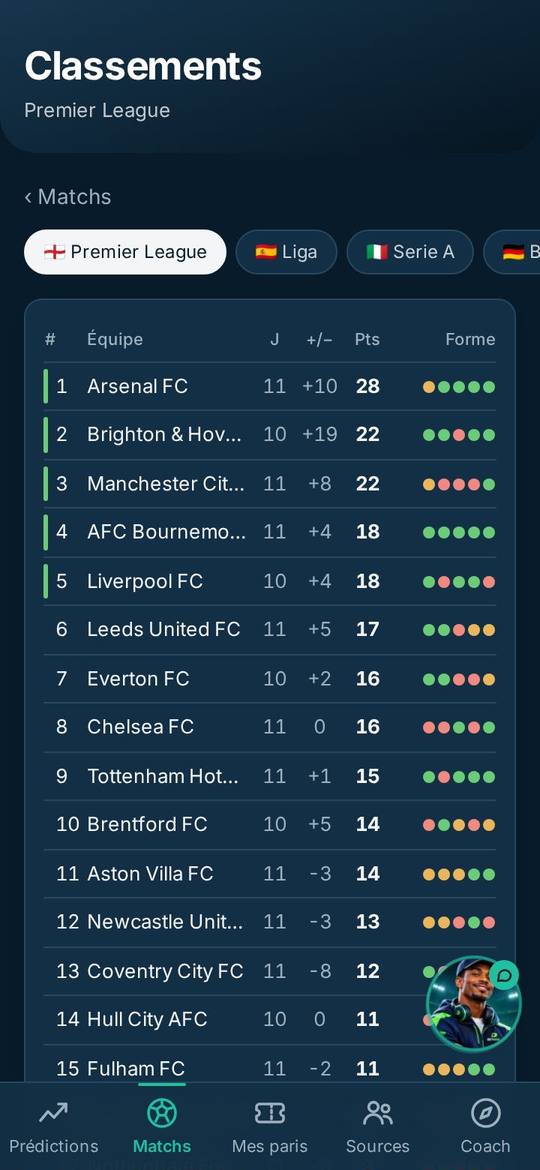 Classements
Premier League
‹ Matchs
Premier League Liga Serie A B
# Équipe J +/− Pts Forme
1 Arsenal FC 11 +10 28
2 Brighton & Hov... 10 +19 22
3 Manchester Cit... 11 +8 22
4 AFC Bournemo... 11 +4 18
5 Liverpool FC 10 +4 18
6 Leeds United FC 11 +5 17
7 Everton FC 10 +2 16
8 Chelsea FC 11 0 16
9 Tottenham Hot... 11 +1 15
10 Brentford FC 10 +5 14
11 Aston Villa FC 11 -3 14
12 Newcastle Unit... 11 -3 13
13 Coventry City FC 11 -8 12
14 Hull City AFC 10 0 11
15 Fulham FC 11 -2 11
Prédictions Matchs Mes paris Sources Coach